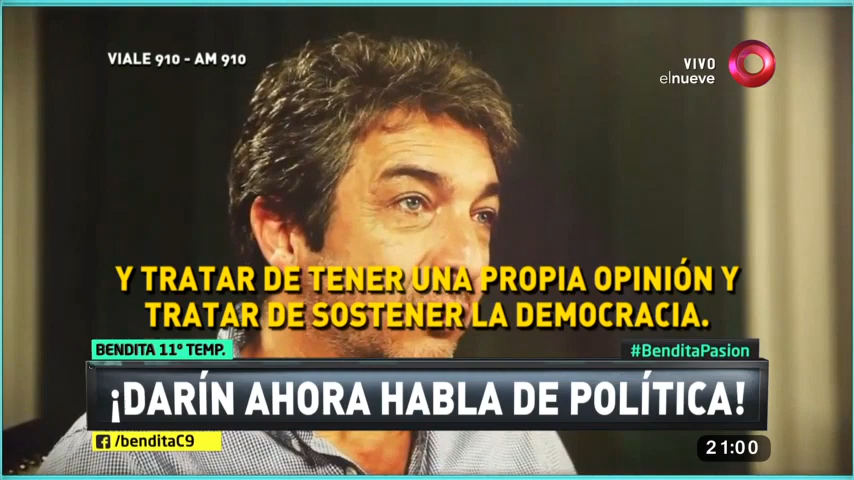 VIALE 910 - AM 910
VIVO
elnueve
Y TRATAR DE TENER UNA PROPIA OPINIÓN Y
TRATAR DE SOSTENER LA DEMOCRACIA.
BENDITA 11º TEMP.
#BenditaPasion
¡DARÍN AHORA HABLA DE POLÍTICA!
/benditaC9
21:00